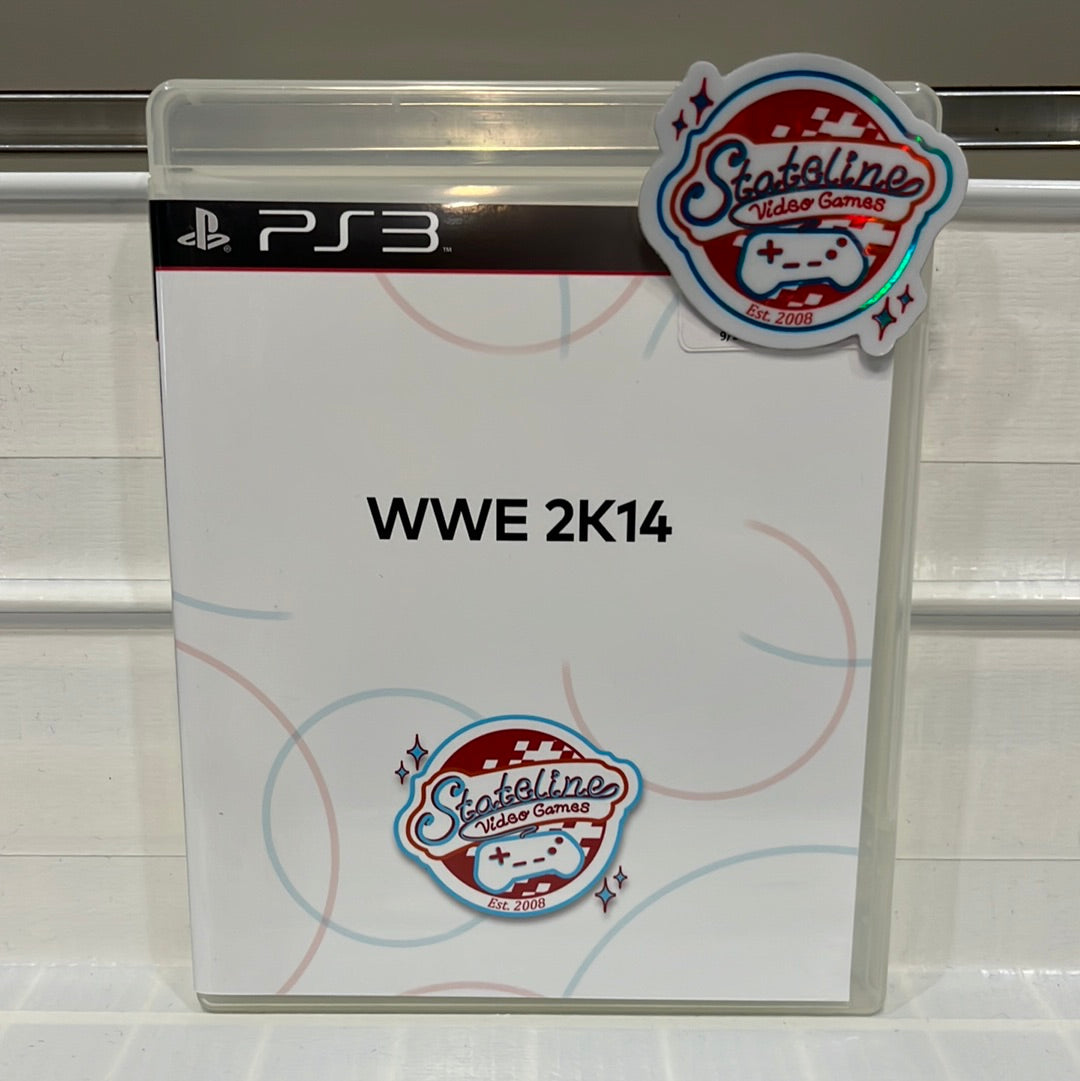 PS3
Stateline
Video Games
Est. 2008
WWE 2K14
Stateline
Video Games
Est. 2008